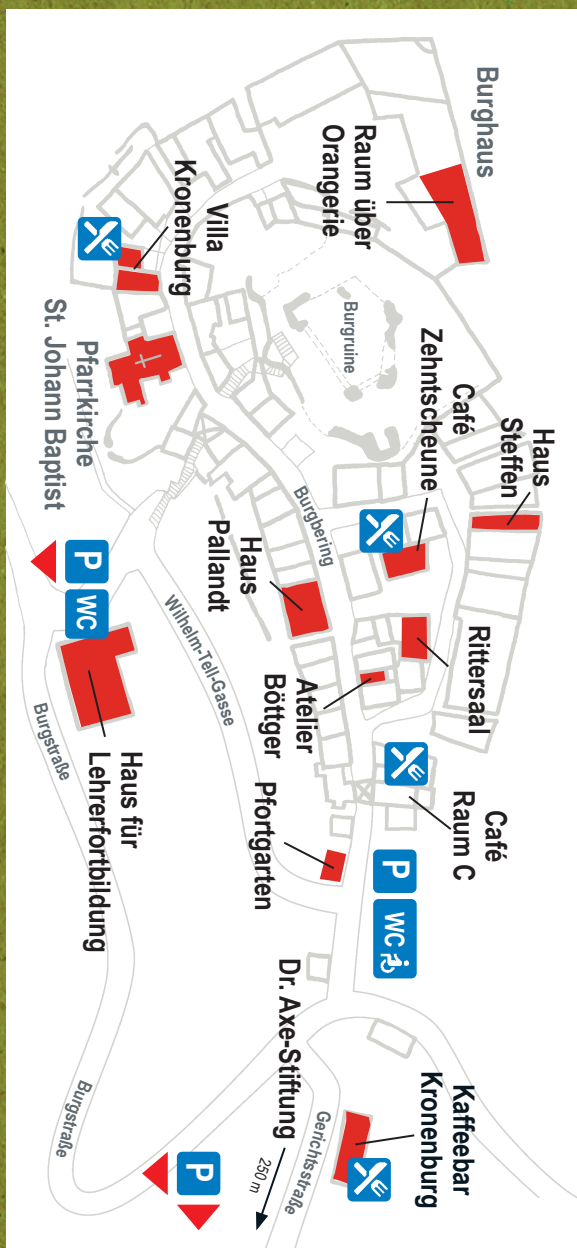 Burghaus
Raum über
Orangerie
Villa
Kronenburg
Burgruine
Pfarrkirche
St. Johann Baptist
Café
Zehntscheune
Haus
Steffen
Burgbering
Haus
Pallandt
Rittersaal
Atelier
Böttger
Wilhelm-Tell-Gasse
P
WC
Burgstraße
Haus für
Lehrerfortbildung
Café
Raum C
Pfortgarten
P
WC
Dr. Axe-Stiftung
250 m
Gerichtsstraße
Kaffeebar
Kronenburg
Burgstraße
P